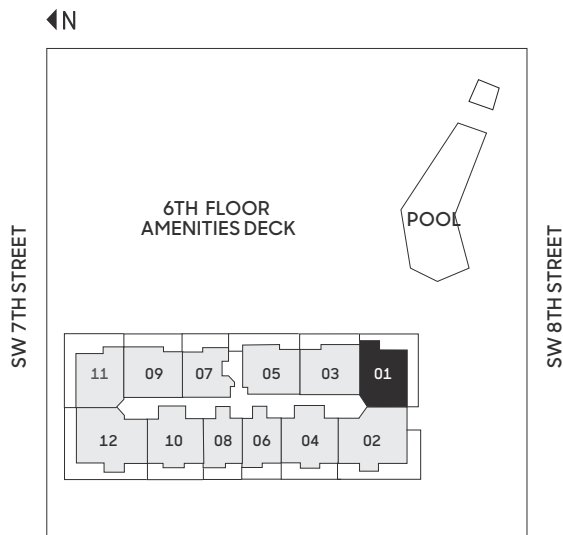 N
6TH FLOOR
AMENITIES DECK
POOL
SW 7TH STREET
SW 8TH STREET
11
09
07
05
03
01
12
10
08
06
04
02